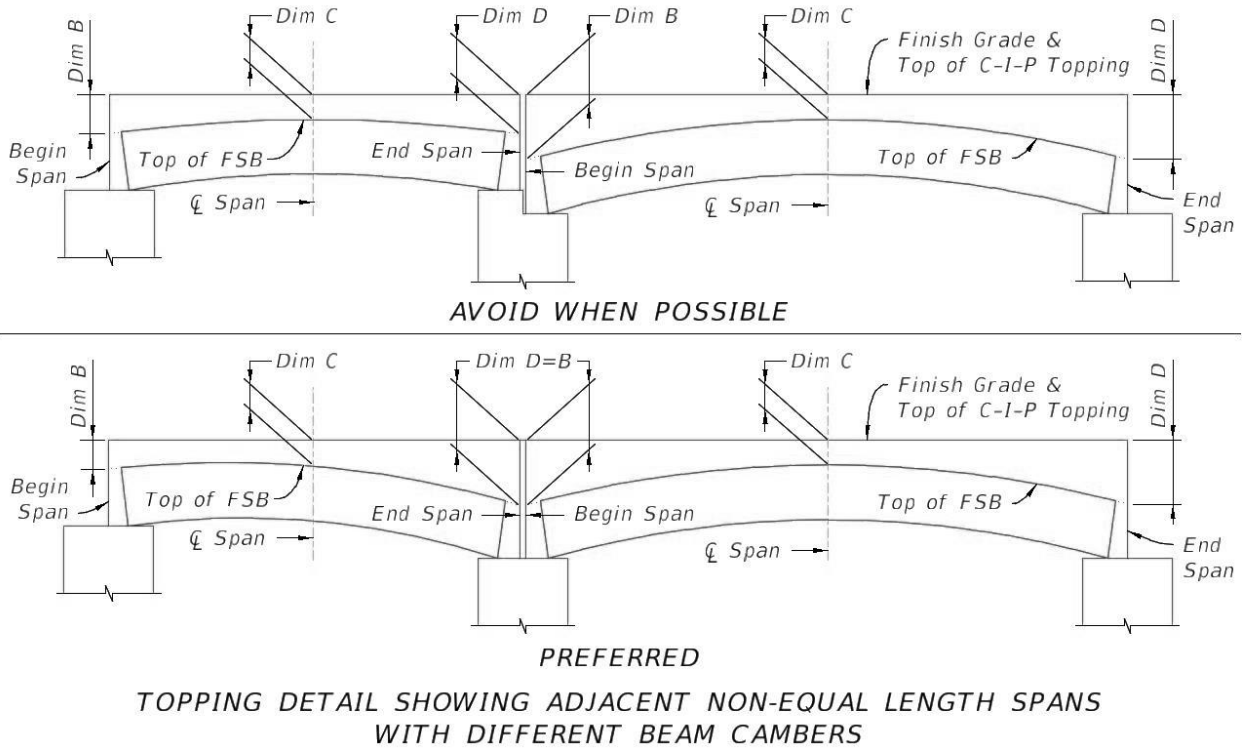 Dim C
Dim D
Dim B
Dim C
Dim B
Finish Grade &
Top of C-I-P Topping
Dim D
Begin
Span
Top of FSB
End Span
Begin Span
Top of FSB
℄ Span
℄ Span
End
Span
AVOID WHEN POSSIBLE
Dim C
Dim D=B
Dim C
Dim B
Finish Grade &
Top of C-I-P Topping
Dim D
Begin
Span
Top of FSB
End Span
Begin Span
Top of FSB
℄ Span
℄ Span
End
Span
PREFERRED
TOPPING DETAIL SHOWING ADJACENT NON-EQUAL LENGTH SPANS
WITH DIFFERENT BEAM CAMBERS